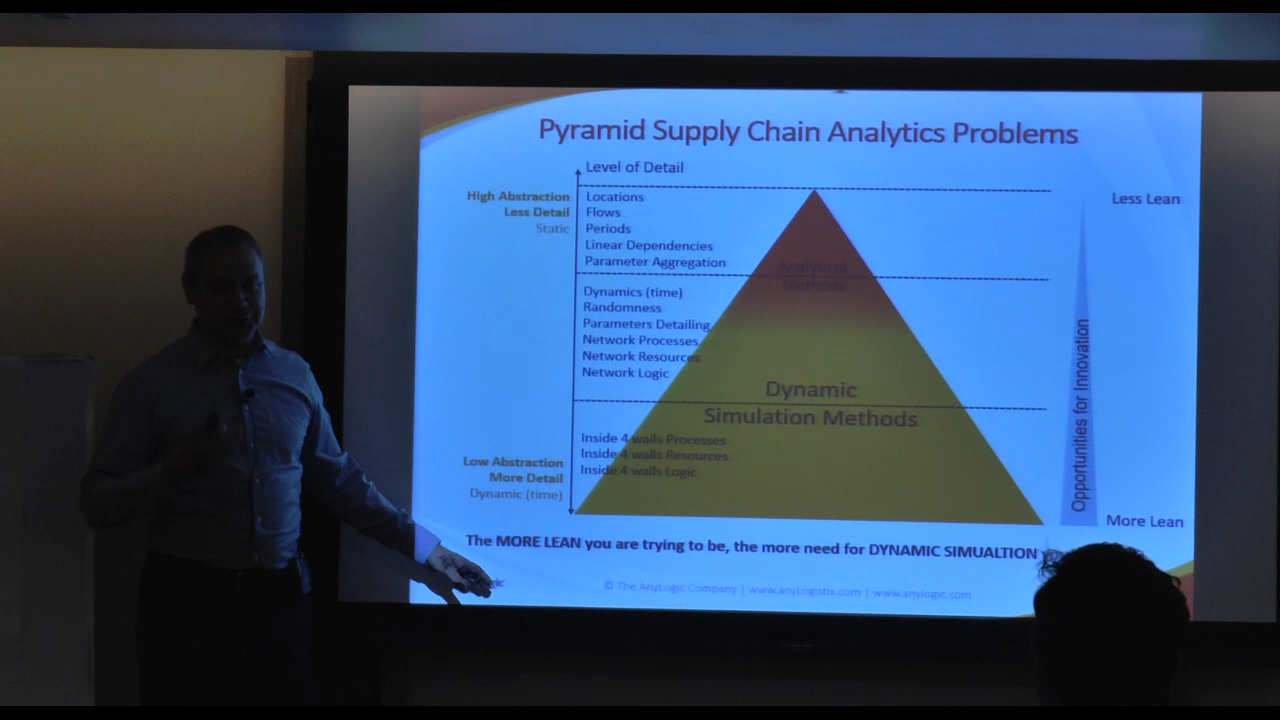 Pyramid Supply Chain Analytics Problems
Level of Detail
High Abstraction
Less Detail
Static
Locations
Flows
Periods
Linear Dependencies
Parameter Aggregation
Less Lean
Analytical
Methods
Dynamics (time)
Randomness
Parameters Detailing
Network Processes
Network Resources
Network Logic
Dynamic
Simulation Methods
Opportunities for Innovation
Inside 4 walls Processes
Inside 4 walls Resources
Inside 4 walls Logic
Low Abstraction
More Detail
Dynamic (time)
More Lean
The MORE LEAN you are trying to be, the more need for DYNAMIC SIMUALTION
© The AnyLogic Company | www.anyLogistix.com | www.anylogic.com